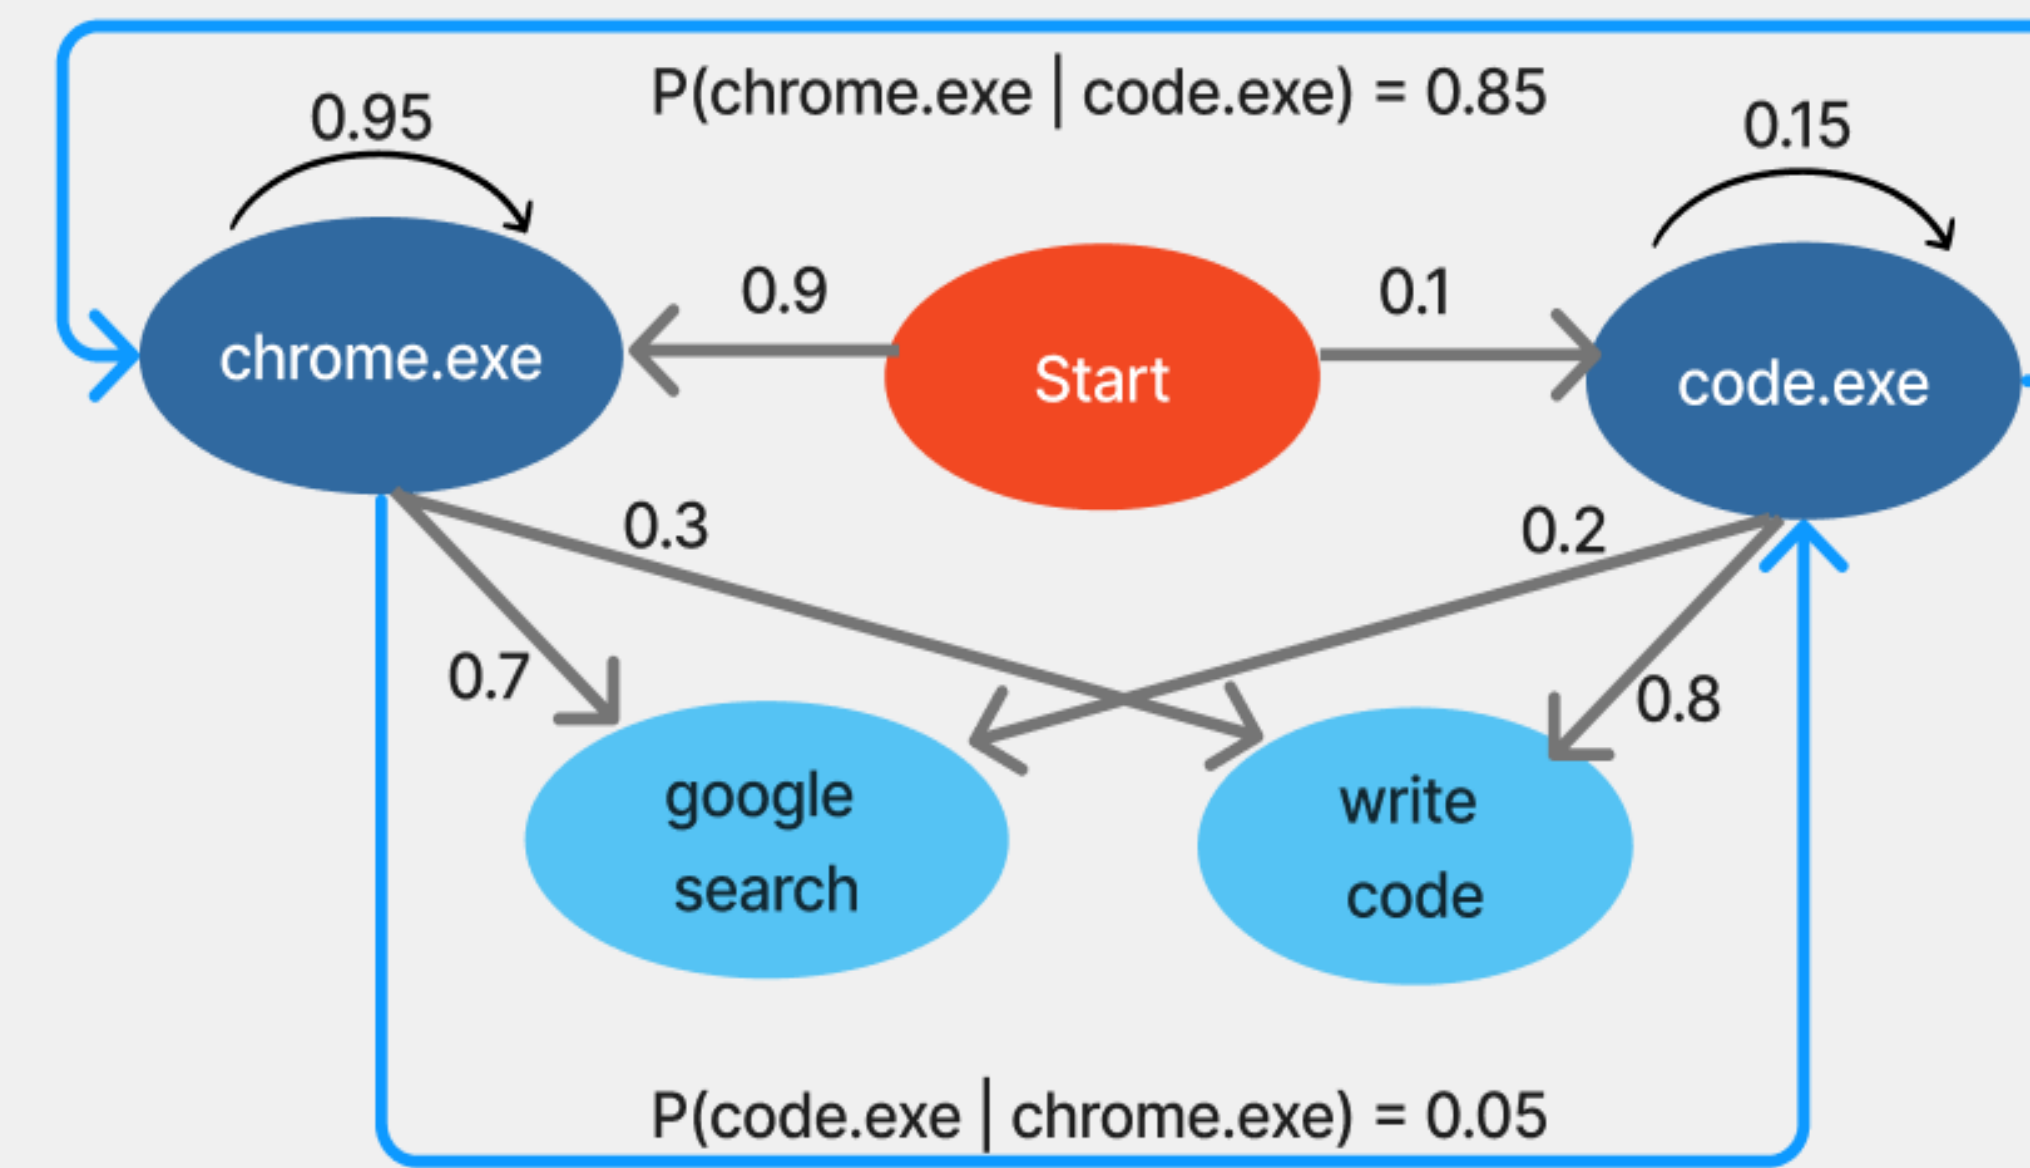 P(chrome.exe | code.exe) = 0.85
0.95
0.15
0.9
0.1
chrome.exe
Start
code.exe
0.3
0.2
0.7
0.8
google
search
write
code
P(code.exe | chrome.exe) = 0.05